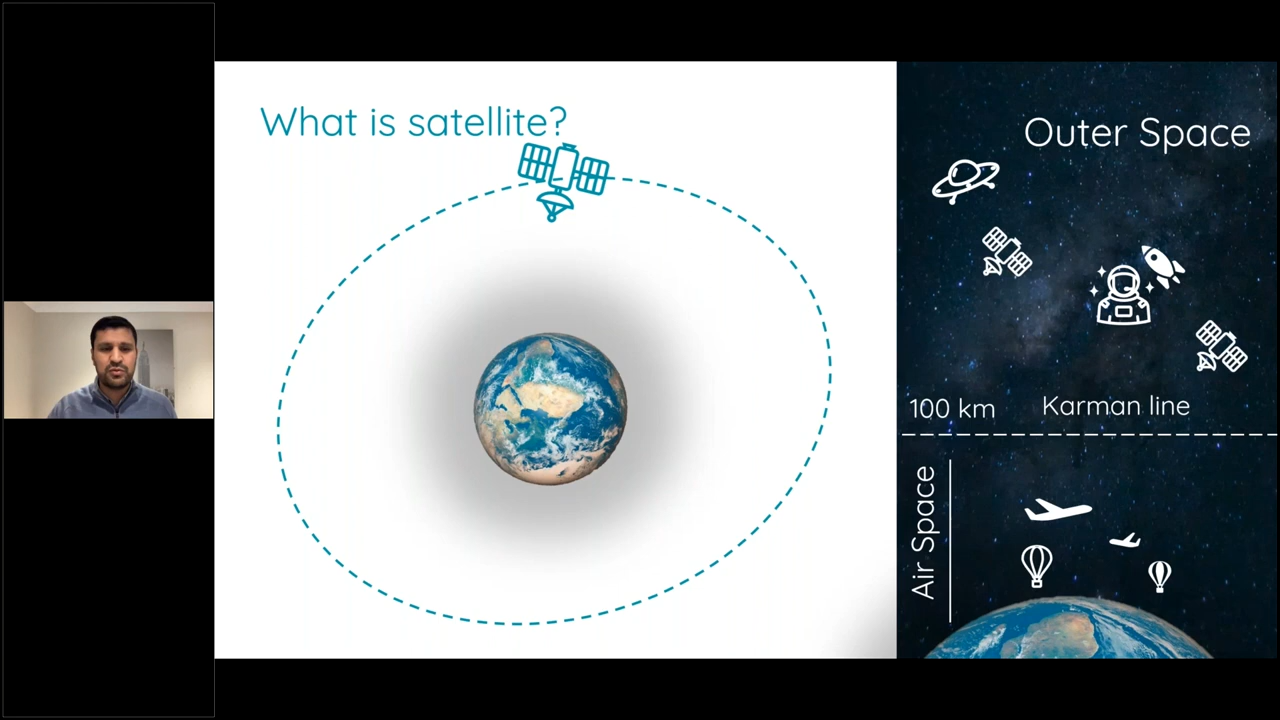 What is satellite?
Outer Space
100 km
Karman line
Air Space